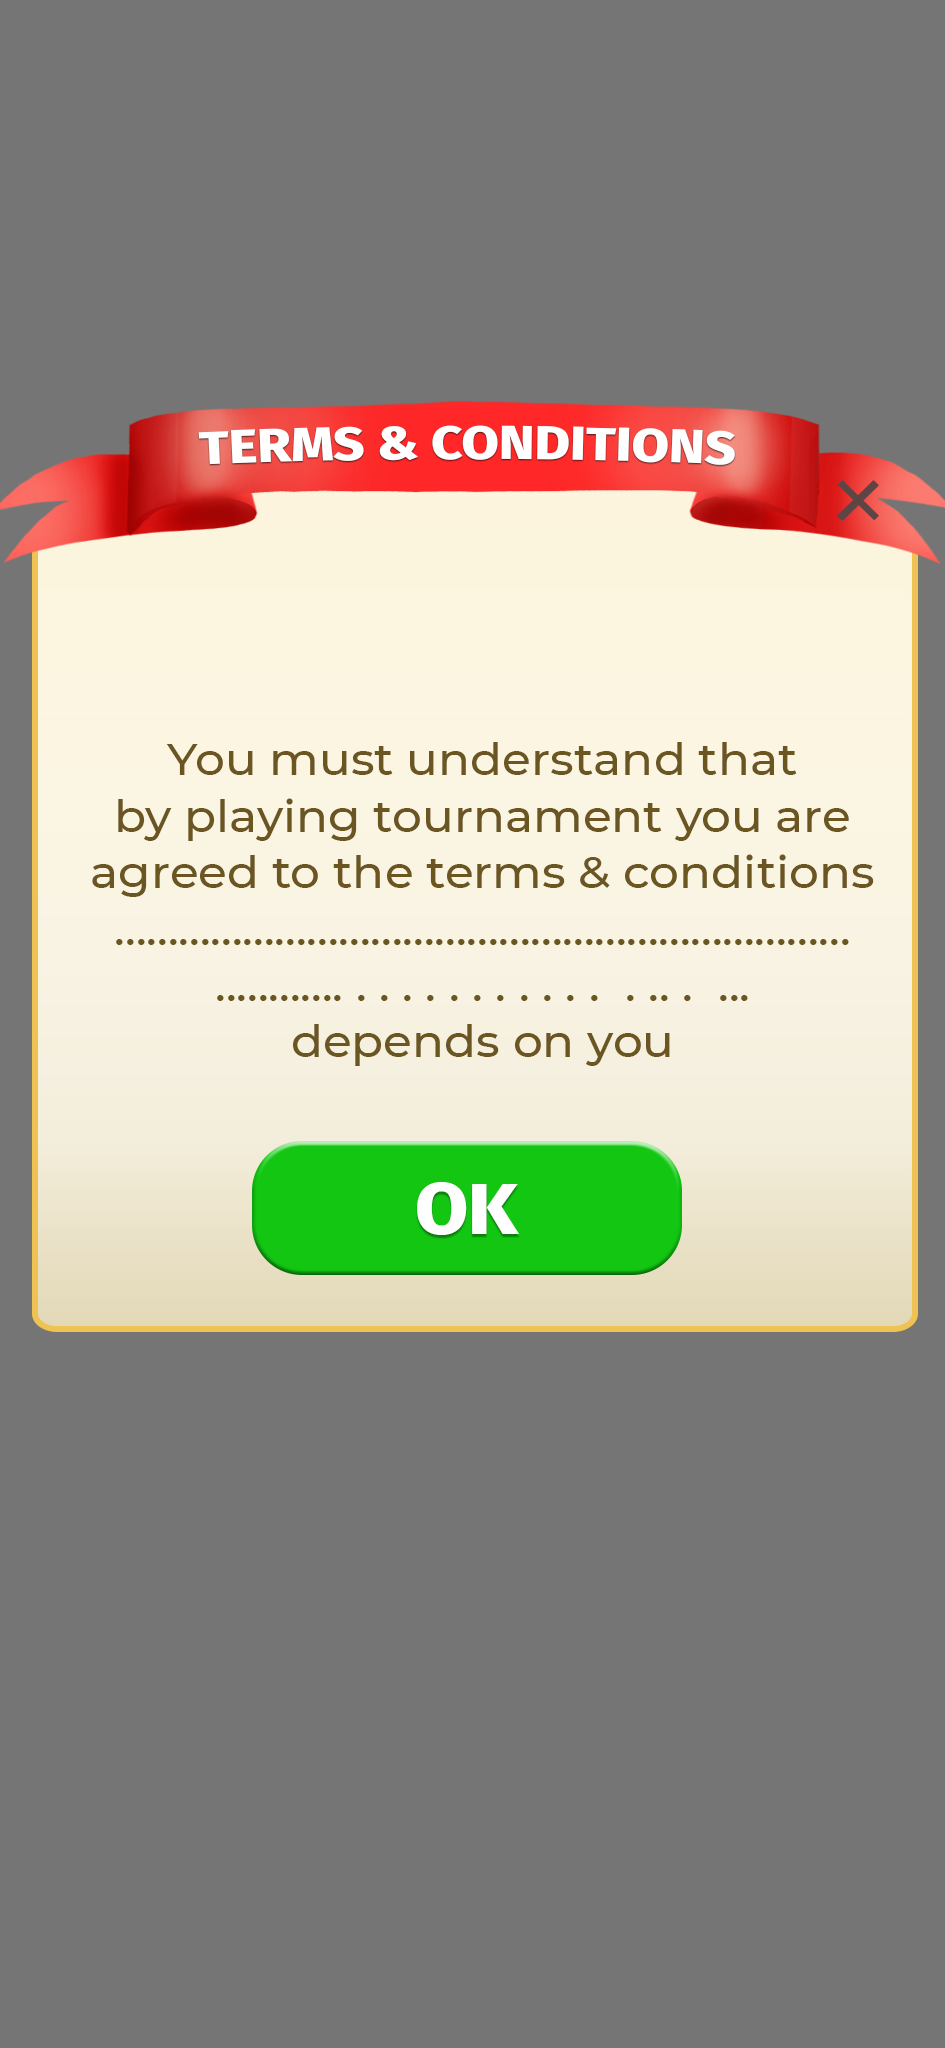 TERMS & CONDITIONS
You must understand that
by playing tournament you are
agreed to the terms & conditions
.....................................................................
............ . . . . . . . . . . .  . .. .  ...
depends on you
OK